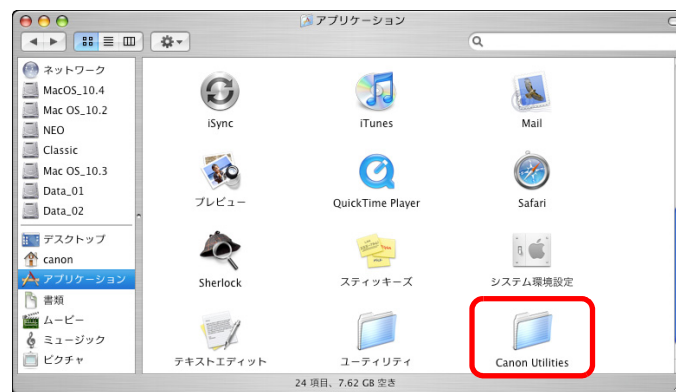 アプリケーション
ネットワーク
MacOS_10.4
Mac OS_10.2
NEO
Classic
Mac OS_10.3
Data_01
Data_02
デスクトップ
canon
アプリケーション
書類
ムービー
ミュージック
ピクチャ
iSync
iTunes
Mail
プレビュー
QuickTime Player
Safari
Sherlock
スティッキーズ
システム環境設定
テキストエディット
ユーティリティ
Canon Utilities
24 項目、7.62 GB 空き